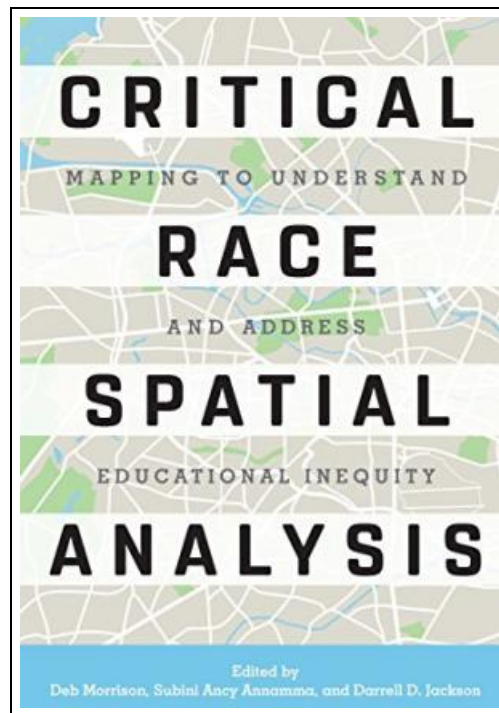 CRITICAL
MAPPING TO UNDERSTAND
RACE
AND ADDRESS
SPATIAL
EDUCATIONAL INEQUITY
ANALYSIS
Edited by
Deb Morrison, Subini Ancy Annamma, and Darrell D. Jackson